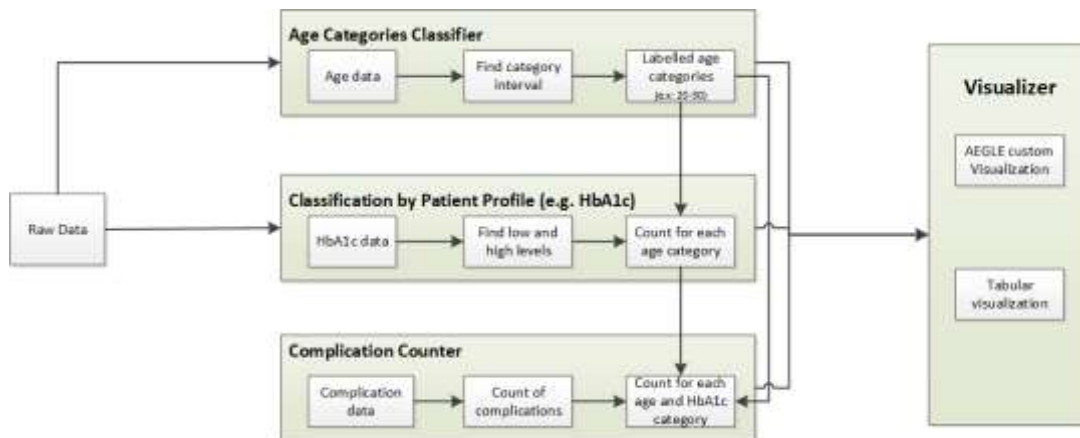 Age Categories Classifier
Age data
Find category
interval
Labelled age
categories
(ex: 20-30)
Visualizer
AEGLE custom
Visualization
Raw Data
Classification by Patient Profile (e.g. HbA1c)
HbA1c data
Find low and
high levels
Count for each
age category
Tabular
visualization
Complication Counter
Complication
data
Count of
complications
Count for each
age and HbA1c
category